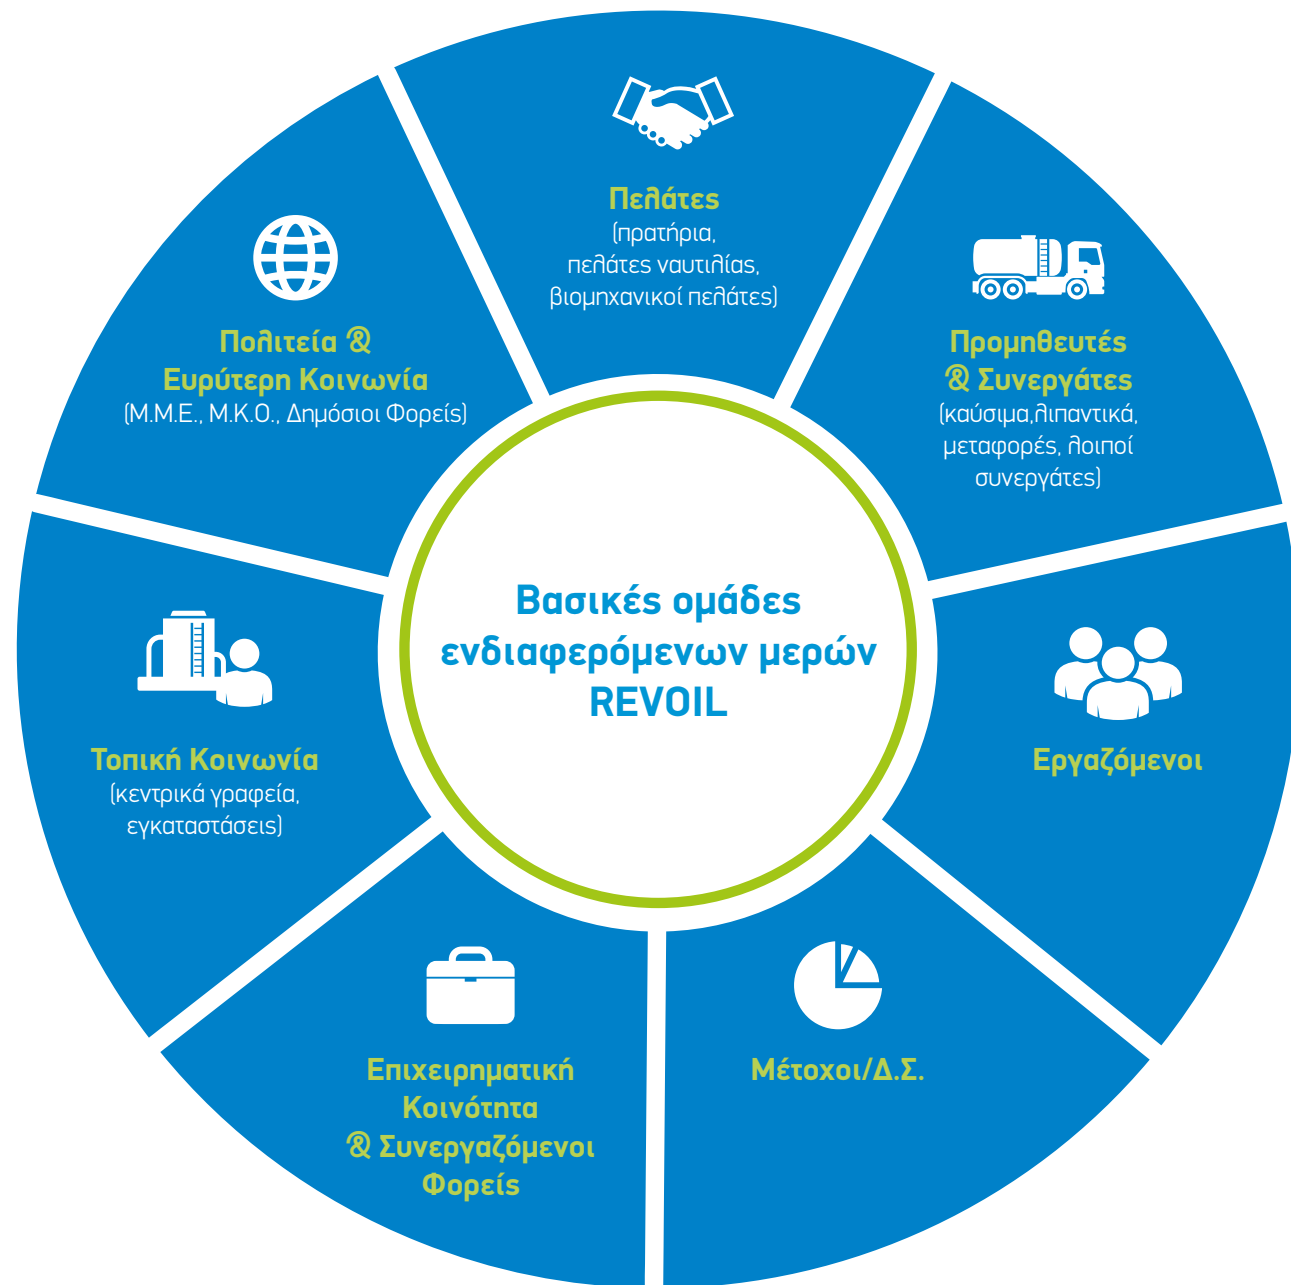 Πελάτες
(πρατήρια,
πελάτες ναυτιλίας,
βιομηχανικοί πελάτες)
Προμηθευτές
& Συνεργάτες
(καύσιμα,λιπαντικά,
μεταφορές, λοιποί
συνεργάτες)
Εργαζόμενοι
Μέτοχοι/Δ.Σ.
Επιχειρηματική
Κοινότητα
& Συνεργαζόμενοι
Φορείς
Τοπική Κοινωνία
(κεντρικά γραφεία,
εγκαταστάσεις)
Πολιτεία &
Ευρύτερη Κοινωνία
(Μ.Μ.Ε., Μ.Κ.Ο., Δημόσιοι Φορείς)
Βασικές ομάδες
ενδιαφερόμενων μερών
REVOIL